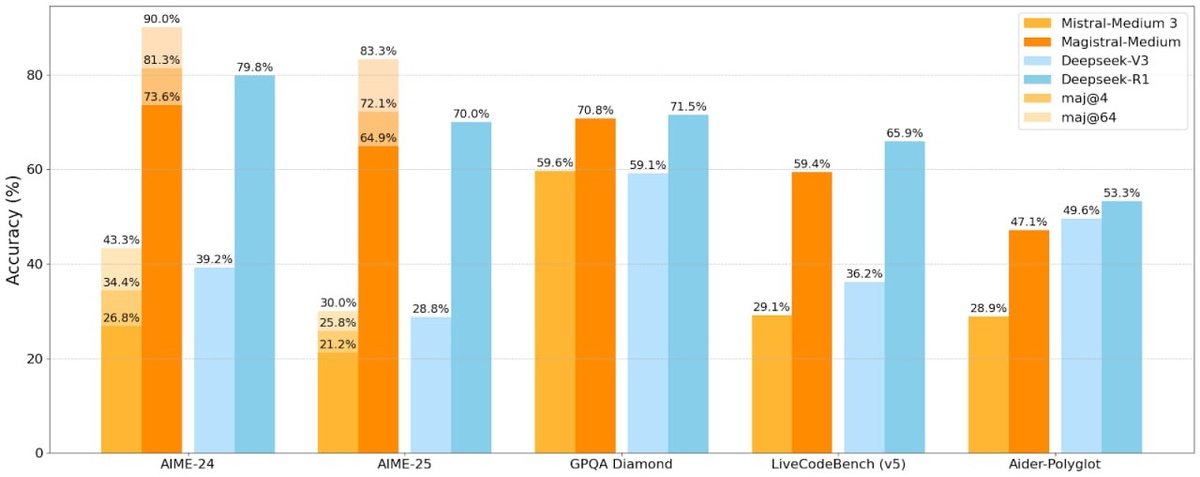 90.0%
81.3%
73.6%
79.8%
43.3%
34.4%
26.8%
39.2%
83.3%
72.1%
64.9%
70.0%
30.0%
25.8%
21.2%
28.8%
59.6%
70.8%
59.1%
71.5%
29.1%
59.4%
36.2%
65.9%
28.9%
47.1%
49.6%
53.3%
Mistral-Medium 3
Magistral-Medium
Deepseek-V3
Deepseek-R1
maj@4
maj@64
Accuracy (%)
80
60
40
20
0
AIME-24
AIME-25
GPQA Diamond
LiveCodeBench (v5)
Aider-Polyglot